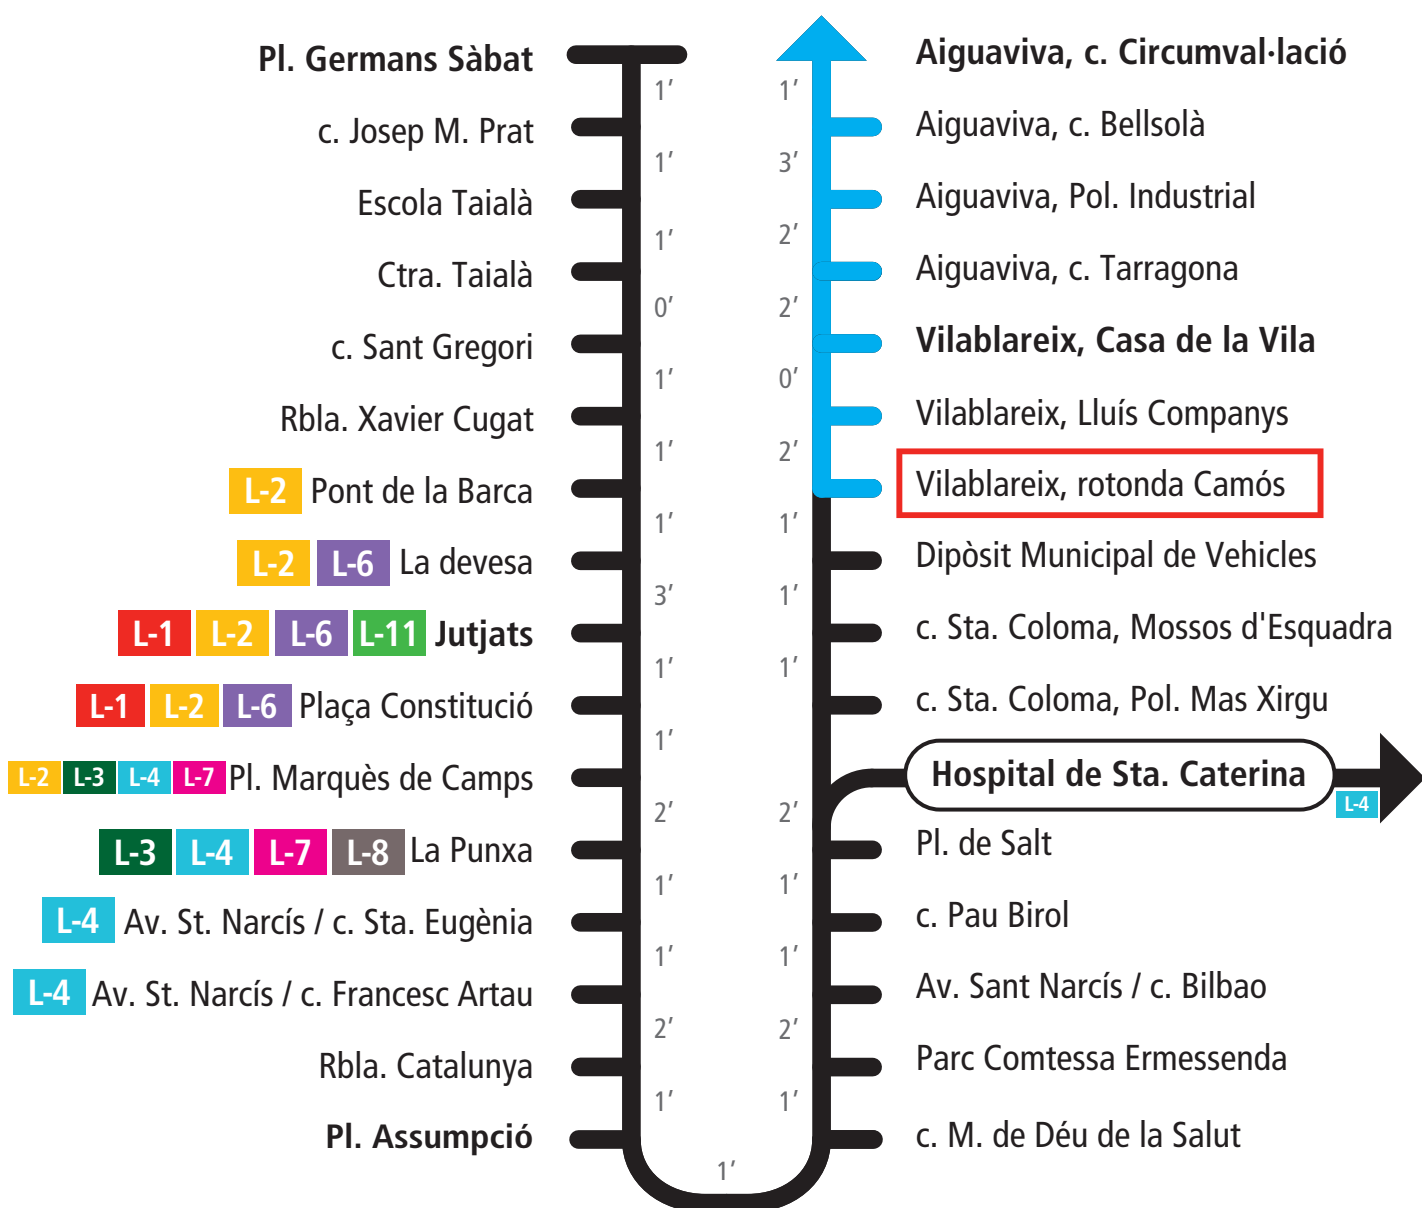 Pl. Germans Sàbat
1’
c. Josep M. Prat
1’
Escola Taialà
1’
Ctra. Taialà
0’
c. Sant Gregori
1’
Rbla. Xavier Cugat
1’
L-2 Pont de la Barca
1’
L-2 L-6 La devesa
3’
L-1 L-2 L-6 L-11 Jutjats
1’
L-1 L-2 L-6 Plaça Constitució
1’
L-2 L-3 L-4 L-7 Pl. Marquès de Camps
2’
L-3 L-4 L-7 L-8 La Punxa
1’
L-4 Av. St. Narcís / c. Sta. Eugènia
1’
L-4 Av. St. Narcís / c. Francesc Artau
2’
Rbla. Catalunya
1’
Pl. Assumpció
1’
Aiguaviva, c. Circumval·lació
1’
Aiguaviva, c. Bellsolà
3’
Aiguaviva, Pol. Industrial
2’
Aiguaviva, c. Tarragona
2’
Vilablareix, Casa de la Vila
0’
Vilablareix, Lluís Companys
2’
Vilablareix, rotonda Camós
1’
Dipòsit Municipal de Vehicles
1’
c. Sta. Coloma, Mossos d'Esquadra
1’
c. Sta. Coloma, Pol. Mas Xirgu
Hospital de Sta. Caterina
L-4
2’
Pl. de Salt
1’
c. Pau Birol
1’
Av. Sant Narcís / c. Bilbao
2’
Parc Comtessa Ermessenda
1’
c. M. de Déu de la Salut